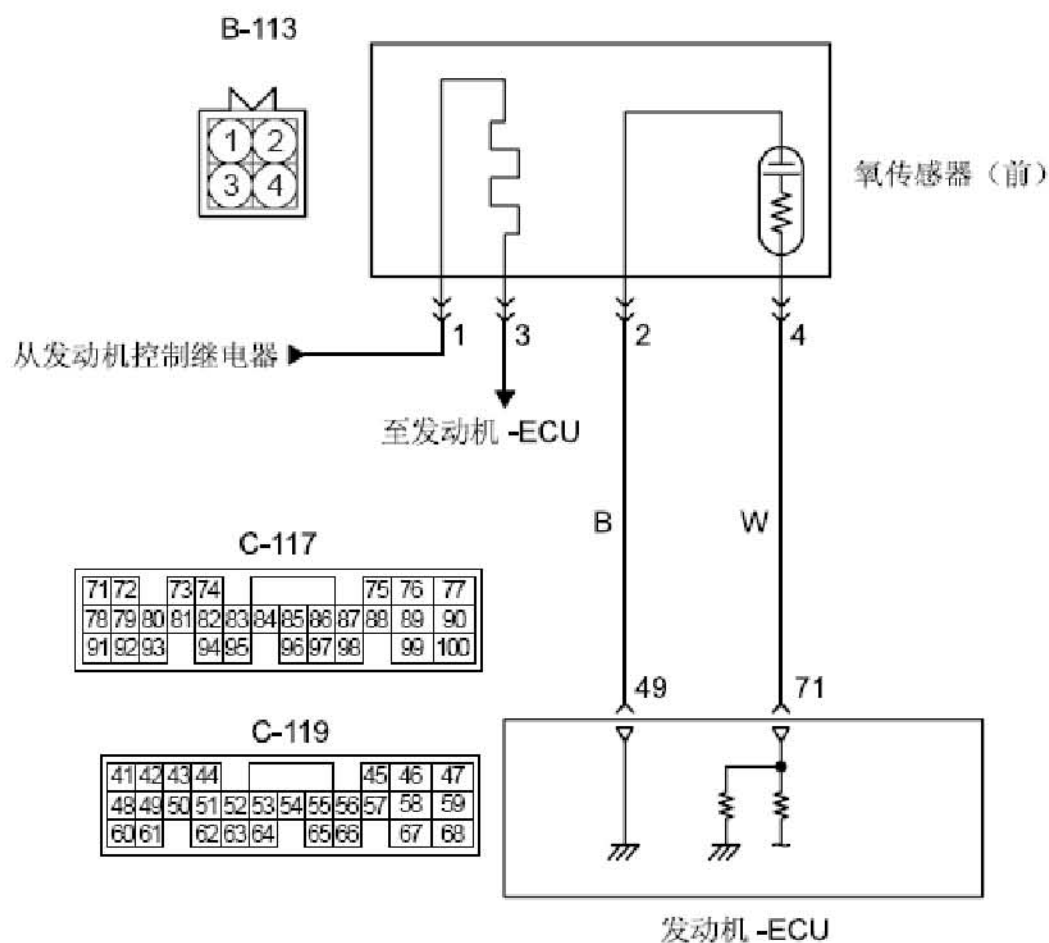 B-113
1 2
3 4
氧传感器（前）
1 3 2 4
从发动机控制继电器
至发动机 -ECU
B W
C-117
71 72 73 74 75 76 77
78 79 80 81 82 83 84 85 86 87 88 89 90
91 92 93 94 95 96 97 98 99 100
49 71
C-119
41 42 43 44 45 46 47
48 49 50 51 52 53 54 55 56 57 58 59
60 61 62 63 64 65 66 67 68
发动机 -ECU